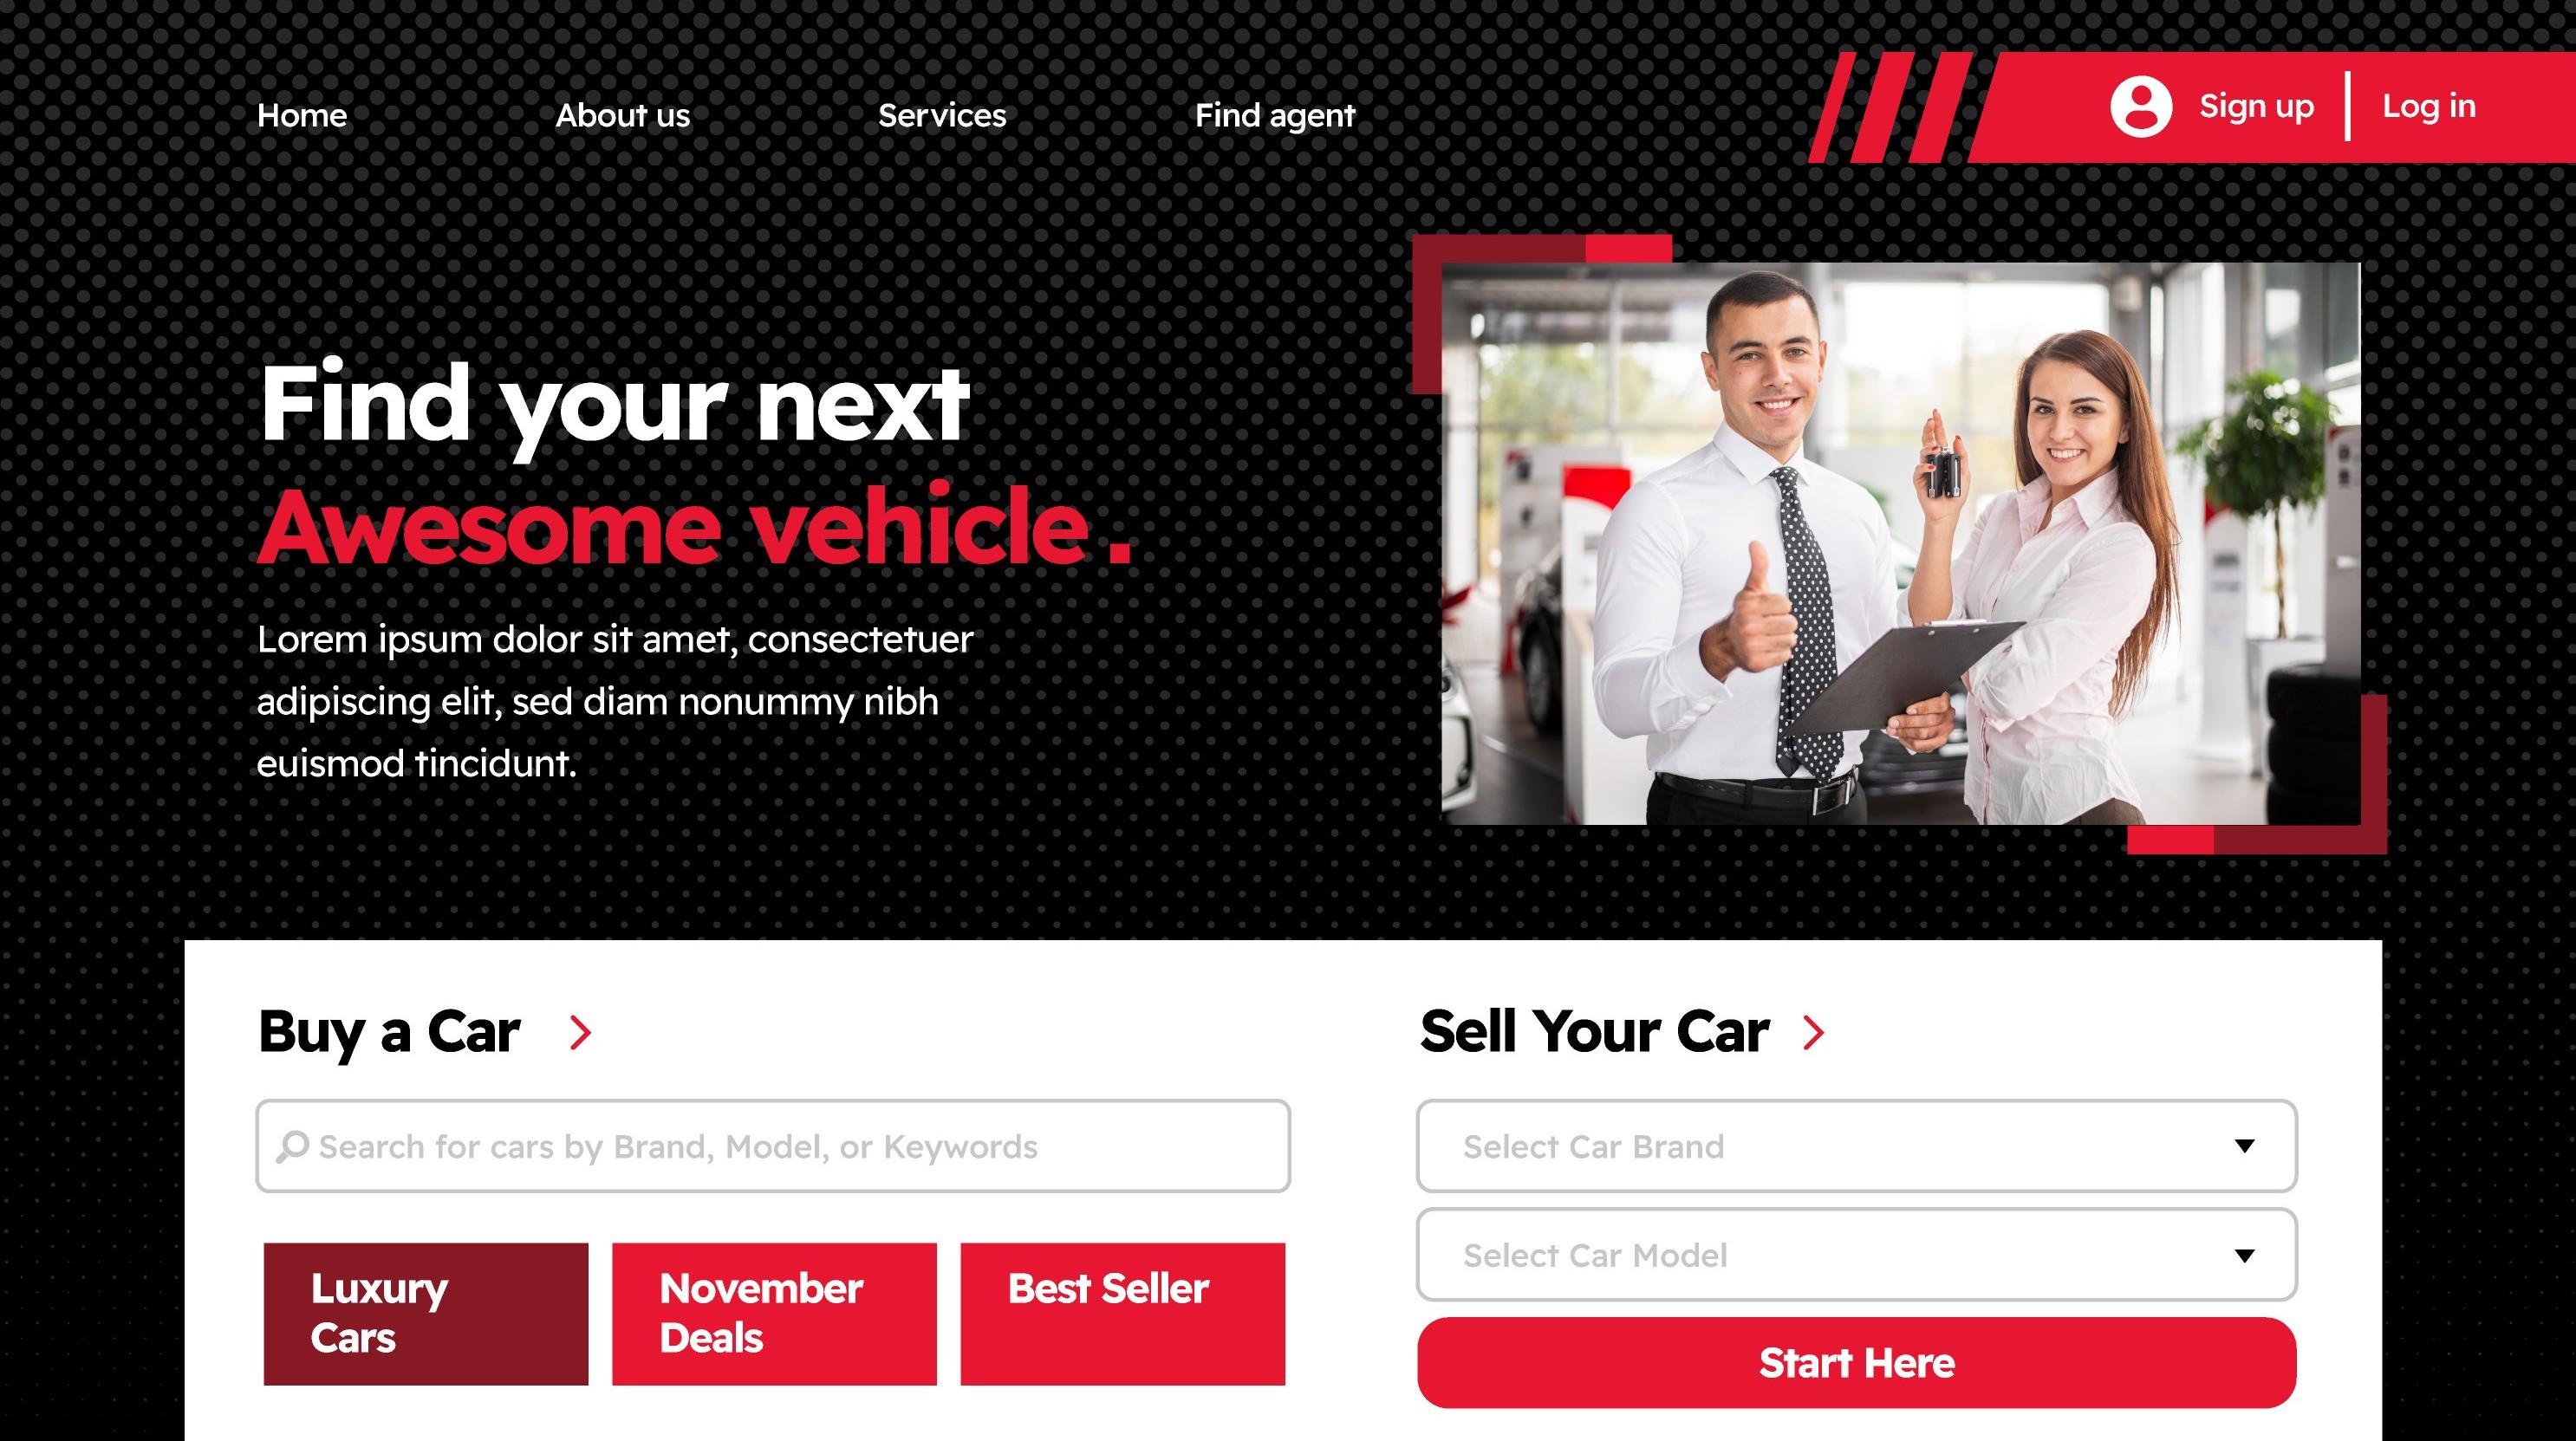 Home
About us
Services
Find agent
Sign up
Log in
Find your next
Awesome vehicle.
Lorem ipsum dolor sit amet, consectetuer
adipiscing elit, sed diam nonummy nibh
euismod tincidunt.
Buy a Car
Search for cars by Brand, Model, or Keywords
Luxury
Cars
November
Deals
Best Seller
Sell Your Car
Select Car Brand
Select Car Model
Start Here